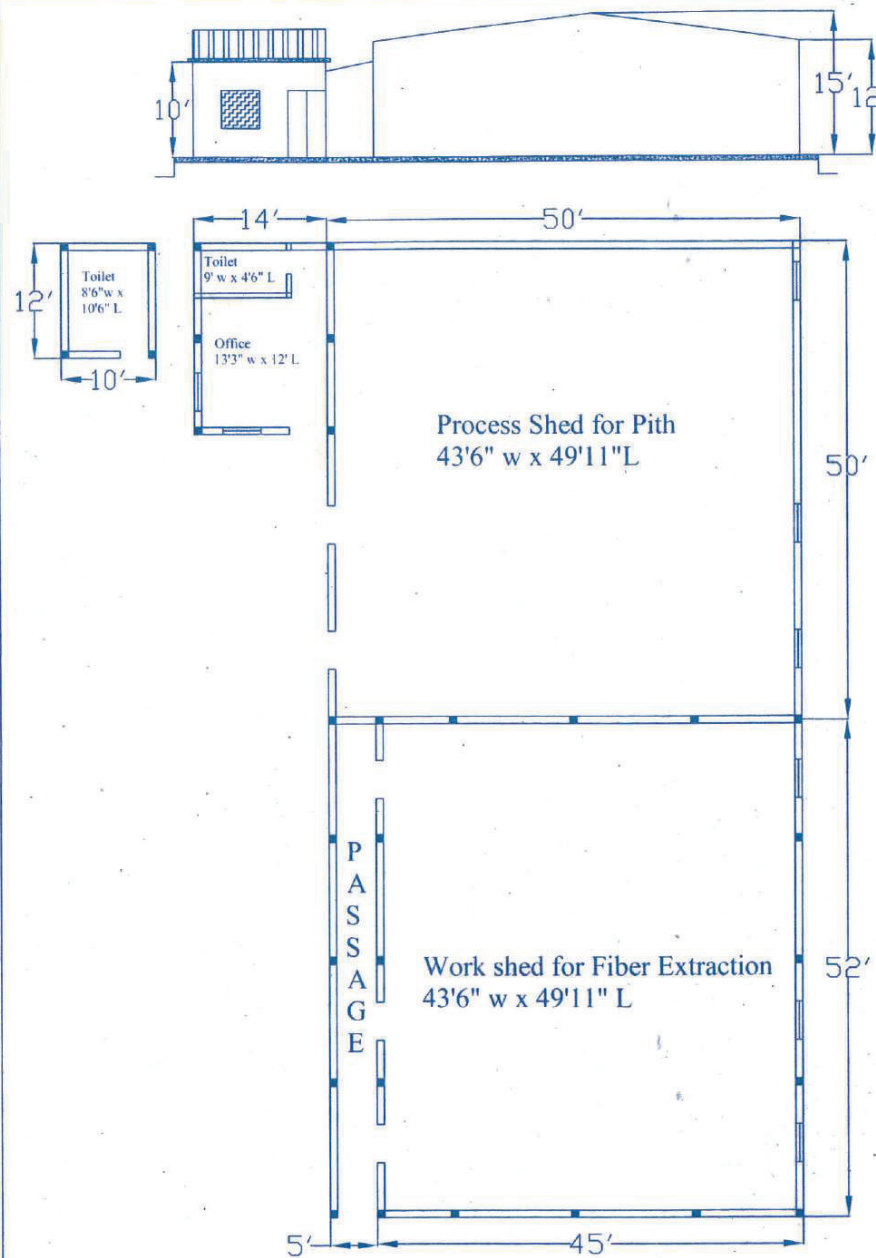 10'
15'
12
14'
50'
12'
Toilet
8'6"w x
10'6" L
10'
Toilet
9' w x 4'6" L
Office
13'3" w x 12' L
Process Shed for Pith
43'6" w x 49'11"L
50'
PASSAGE
Work shed for Fiber Extraction
43'6" w x 49'11" L
52'
5'
45'